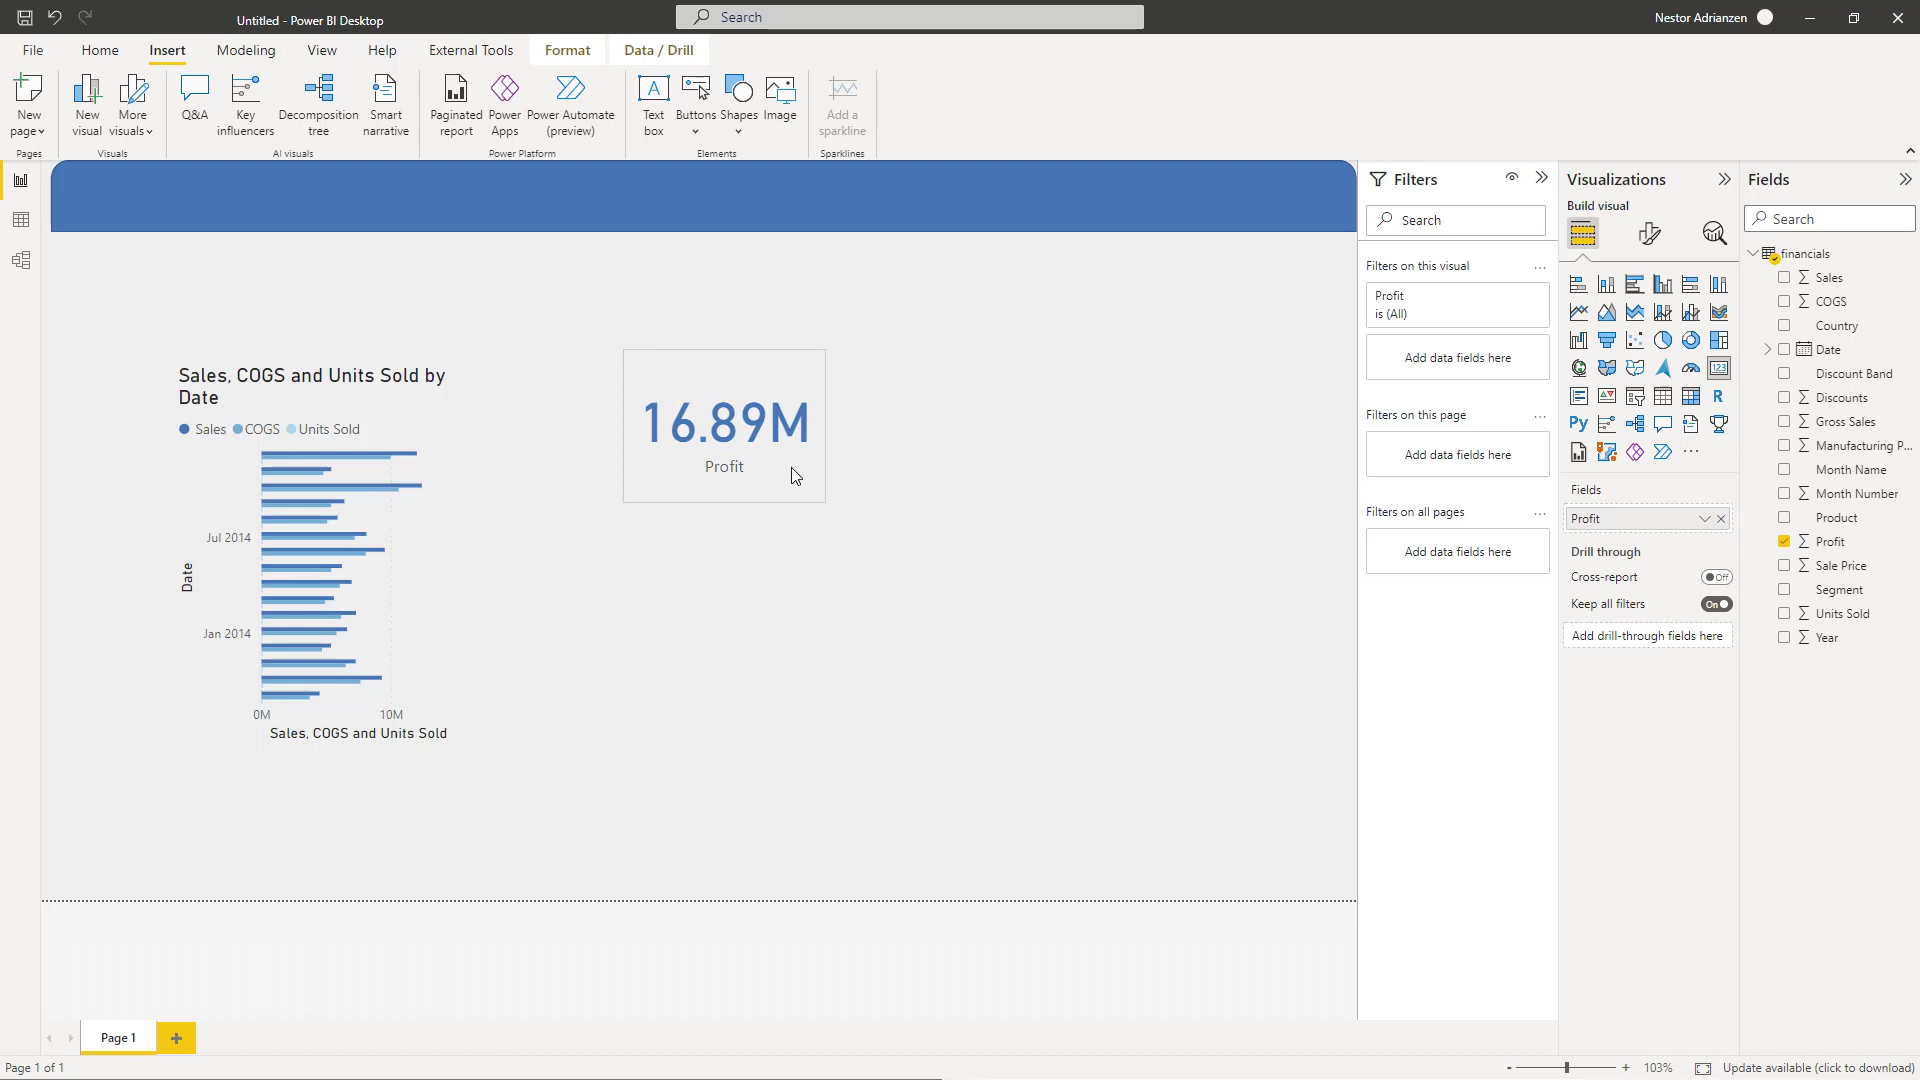 Untitled - Power BI Desktop
Search
Nestor Adrianzen
File
Home
Insert
Modeling
View
Help
External Tools
Format
Data / Drill
New page
New visual
More visuals
Q&A
Key influencers
Decomposition tree
Smart narrative
Paginated report
Power Apps
Power Automate (preview)
Text box
Buttons
Shapes
Image
Add a sparkline
Pages
Visuals
AI visuals
Power Platform
Elements
Sparklines
Sales, COGS and Units Sold by
Date
Sales COGS Units Sold
Jul 2014
Jan 2014
Date
0M
10M
Sales, COGS and Units Sold
16.89M
Profit
Filters
Search
Filters on this visual
...
Profit
is (All)
Add data fields here
Filters on this page
...
Add data fields here
Filters on all pages
...
Add data fields here
Visualizations
Build visual
123
R
Py
...
Fields
Profit
Drill through
Cross-report
Off
Keep all filters
On
Add drill-through fields here
Fields
Search
financials
Sales
COGS
Country
Date
Discount Band
Discounts
Gross Sales
Manufacturing P...
Month Name
Month Number
Product
Profit
Sale Price
Segment
Units Sold
Year
Page 1
Page 1 of 1
- + 103%
Update available (click to download)